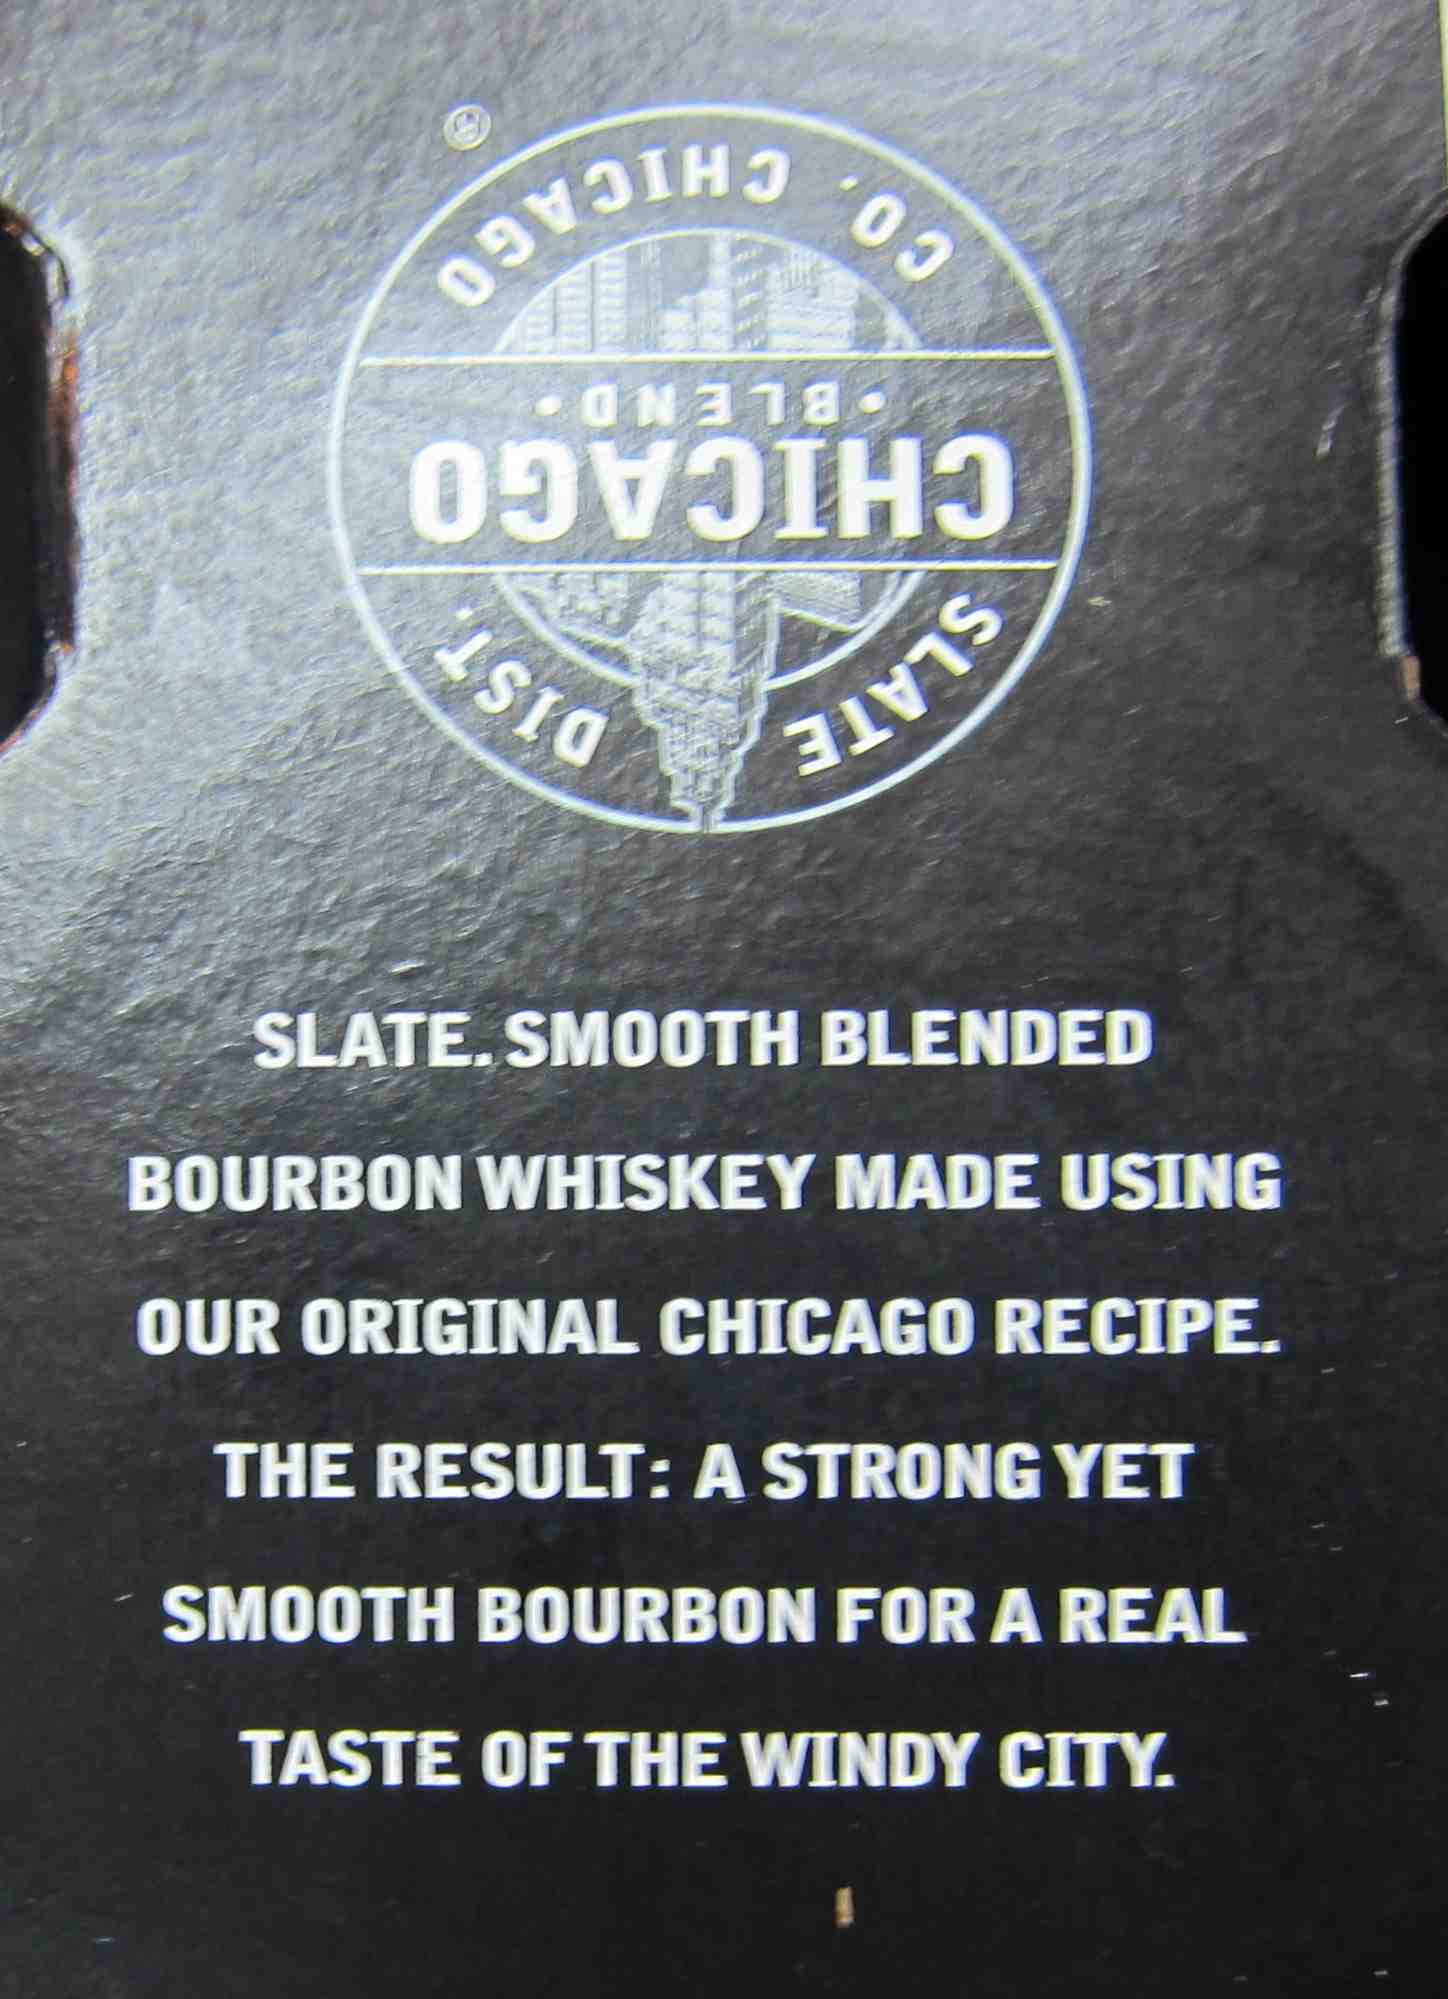 SLATE DIST.
CHICAGO
• BLEND •
CO. CHICAGO
®
SLATE. SMOOTH BLENDED
BOURBON WHISKEY MADE USING
OUR ORIGINAL CHICAGO RECIPE.
THE RESULT: A STRONG YET
SMOOTH BOURBON FOR A REAL
TASTE OF THE WINDY CITY.